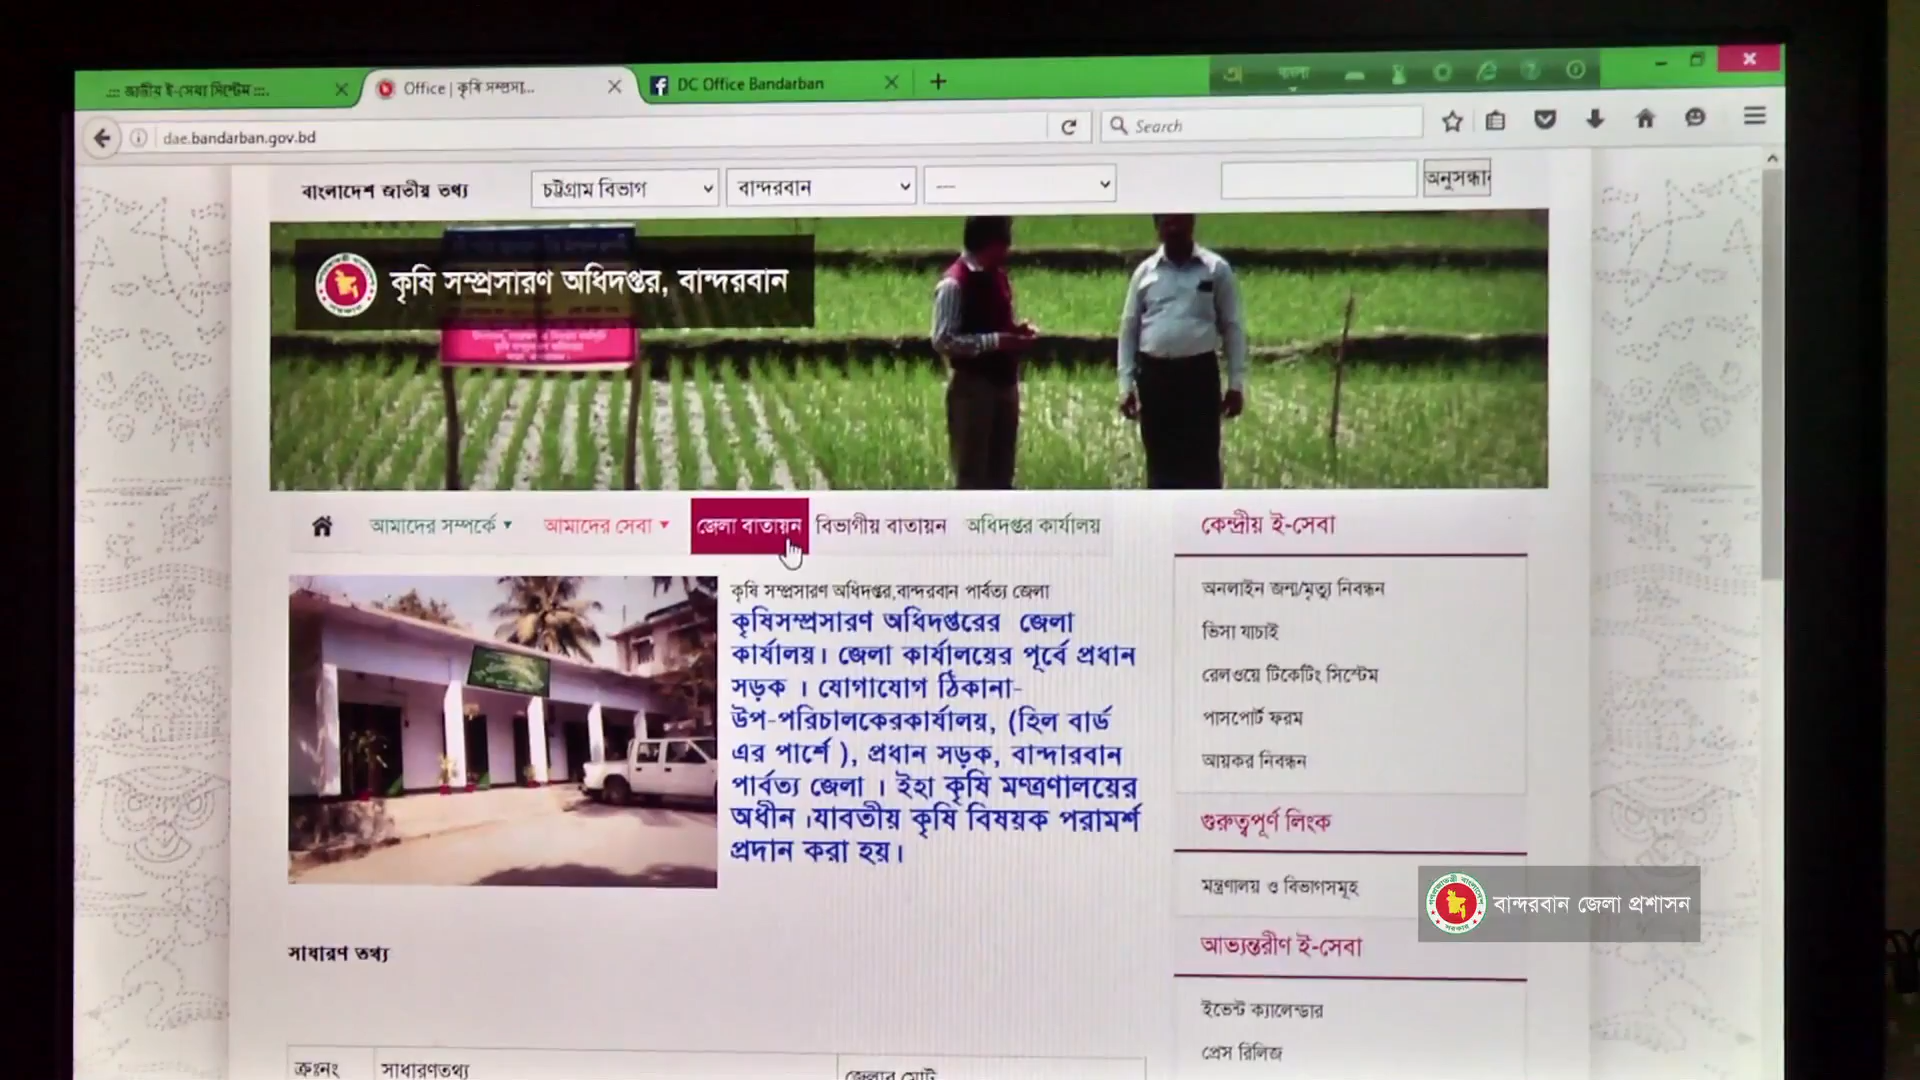 .::: জাতীয় ই-সেবা সিস্টেম :::.
Office | কৃষি সম্প্রসা...
DC Office Bandarban
বাংলা
dae.bandarban.gov.bd
Search
বাংলাদেশ জাতীয় তথ্য
চট্টগ্রাম বিভাগ
বান্দরবান
---
অনুসন্ধান
কৃষি সম্প্রসারণ অধিদপ্তর, বান্দরবান
আমাদের সম্পর্কে
আমাদের সেবা
জেলা বাতায়ন
বিভাগীয় বাতায়ন
অধিদপ্তর কার্যালয়
কৃষি সম্প্রসারণ অধিদপ্তর,বান্দরবান পার্বত্য জেলা
কৃষিসম্প্রসারণ অধিদপ্তরের জেলা
কার্যালয়। জেলা কার্যালয়ের পূর্বে প্রধান
সড়ক । যোগাযোগ ঠিকানা-
উপ-পরিচালকেরকার্যালয়, (হিল বার্ড
এর পার্শে ), প্রধান সড়ক, বান্দারবান
পার্বত্য জেলা । ইহা কৃষি মণ্ত্রণালয়ের
অধীন ।যাবতীয় কৃষি বিষয়ক পরামর্শ
প্রদান করা হয়।
সাধারণ তথ্য
ক্রঃনং
সাধারণতথ্য
জেলার মোট
কেন্দ্রীয় ই-সেবা
অনলাইন জন্ম/মৃত্যু নিবন্ধন
ভিসা যাচাই
রেলওয়ে টিকেটিং সিস্টেম
পাসপোর্ট ফরম
আয়কর নিবন্ধন
গুরুত্বপূর্ণ লিংক
মন্ত্রণালয় ও বিভাগসমূহ
আভ্যন্তরীণ ই-সেবা
ইভেন্ট ক্যালেন্ডার
প্রেস রিলিজ
বান্দরবান জেলা প্রশাসন